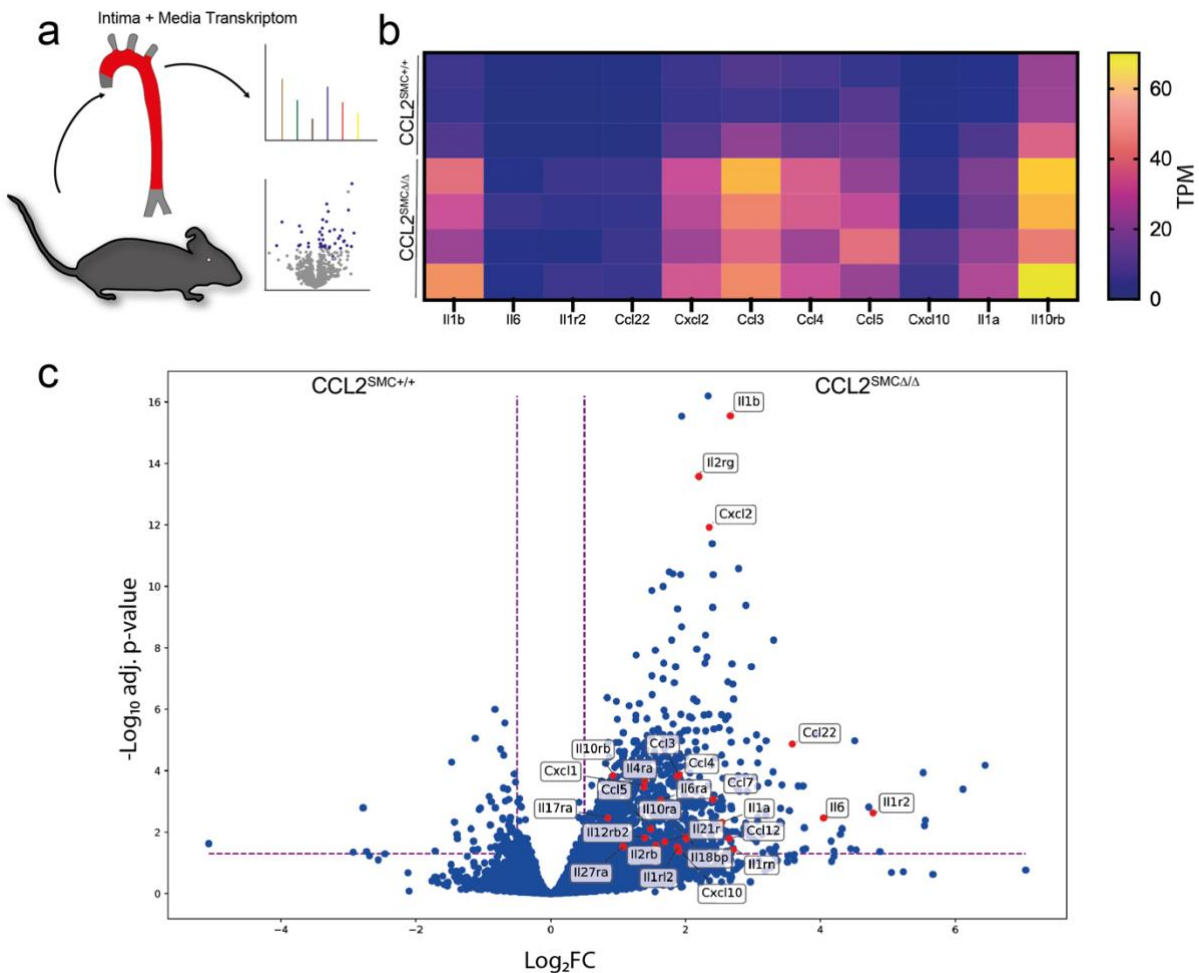 a
Intima + Media Transkriptom
b
CCL2SMC+/+
CCL2SMCΔ/Δ
Il1b Il6 Il1r2 Ccl22 Cxcl2 Ccl3 Ccl4 Ccl5 Cxcl10 Il1a Il10rb
60
40
20
0
TPM
c
CCL2SMC+/+ CCL2SMCΔ/Δ
16
14
12
10
8
6
4
2
0
-Log10 adj. p-value
Il1b
Il2rg
Cxcl2
Ccl22
Il10rb
Ccl3
Cxcl1
Il4ra
Ccl4
Ccl5
Il6ra
Ccl7
Il17ra
Il10ra
Il1a
Il6
Il1r2
Il12rb2
Il21r
Ccl12
Il2rb
Il18bp
Il1rn
Il27ra
Il1rl2
Cxcl10
−4 −2 0 2 4 6
Log2FC